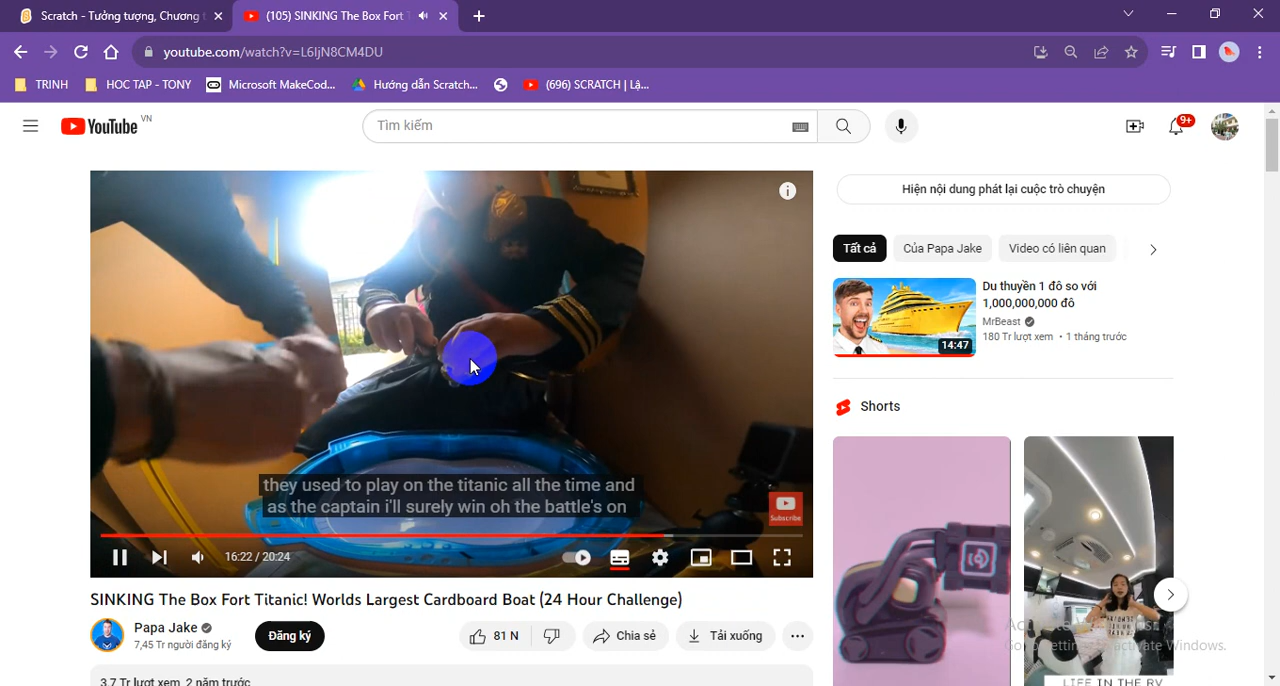 Scratch - Tưởng tượng, Chương t
(105) SINKING The Box Fort T
youtube.com/watch?v=L6IjN8CM4DU
TRINH
HOC TAP - TONY
Microsoft MakeCod...
Hướng dẫn Scratch...
(696) SCRATCH | Lậ...
YouTube VN
Tìm kiếm
9+
Hiện nội dung phát lại cuộc trò chuyện
Tất cả
Của Papa Jake
Video có liên quan
Du thuyền 1 đô so với
1,000,000,000 đô
MrBeast
180 Tr lượt xem • 1 tháng trước
14:47
Shorts
they used to play on the titanic all the time and
as the captain i'll surely win oh the battle's on
Subscribe
16:22 / 20:24
SINKING The Box Fort Titanic! Worlds Largest Cardboard Boat (24 Hour Challenge)
Papa Jake
7,45 Tr người đăng ký
Đăng ký
81 N
Chia sẻ
Tải xuống
3,7 Tr lượt xem 2 năm trước
LIFE IN THE RV